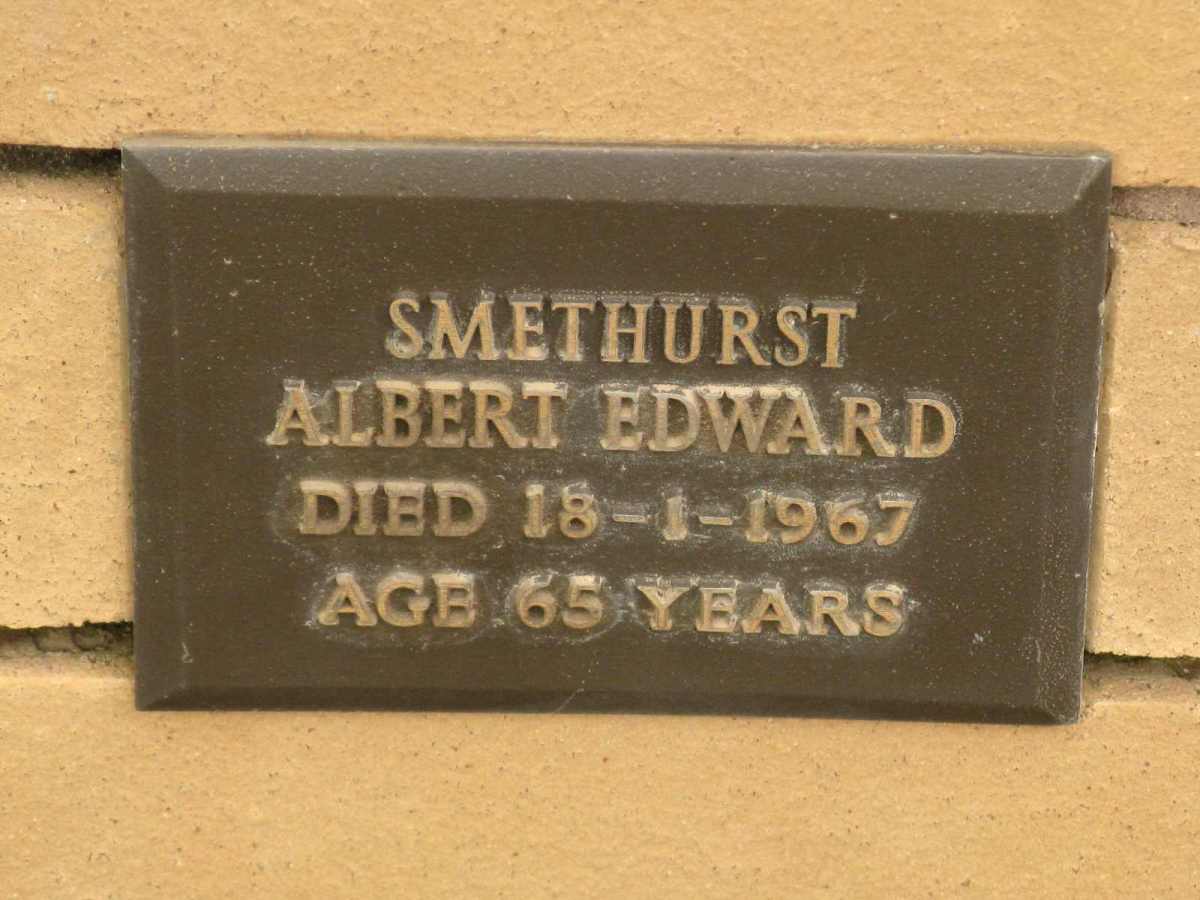 SMETHURST
ALBERT EDWARD
DIED 18-1-1967
AGE 65 YEARS